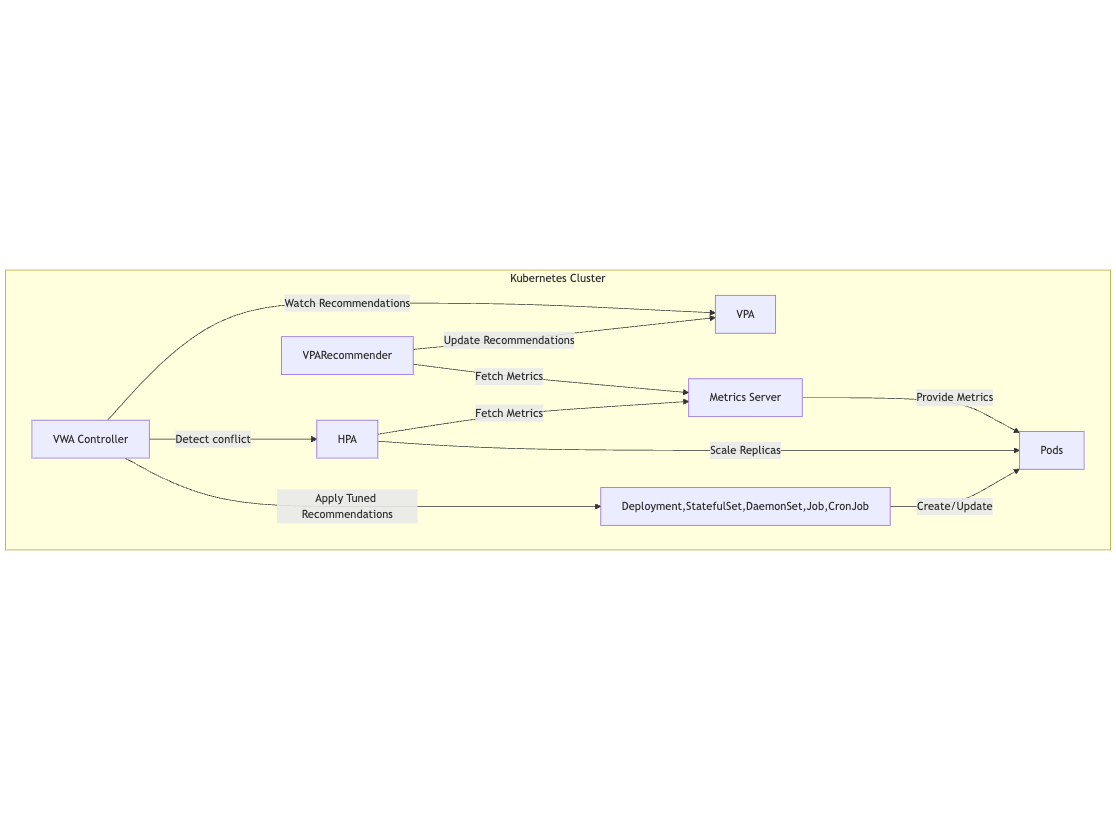 Kubernetes Cluster
Watch Recommendations
VPA
Update Recommendations
VPARecommender
Fetch Metrics
Metrics Server
Provide Metrics
Fetch Metrics
VWA Controller
Detect conflict
HPA
Scale Replicas
Pods
Apply Tuned
Recommendations
Deployment,StatefulSet,DaemonSet,Job,CronJob
Create/Update